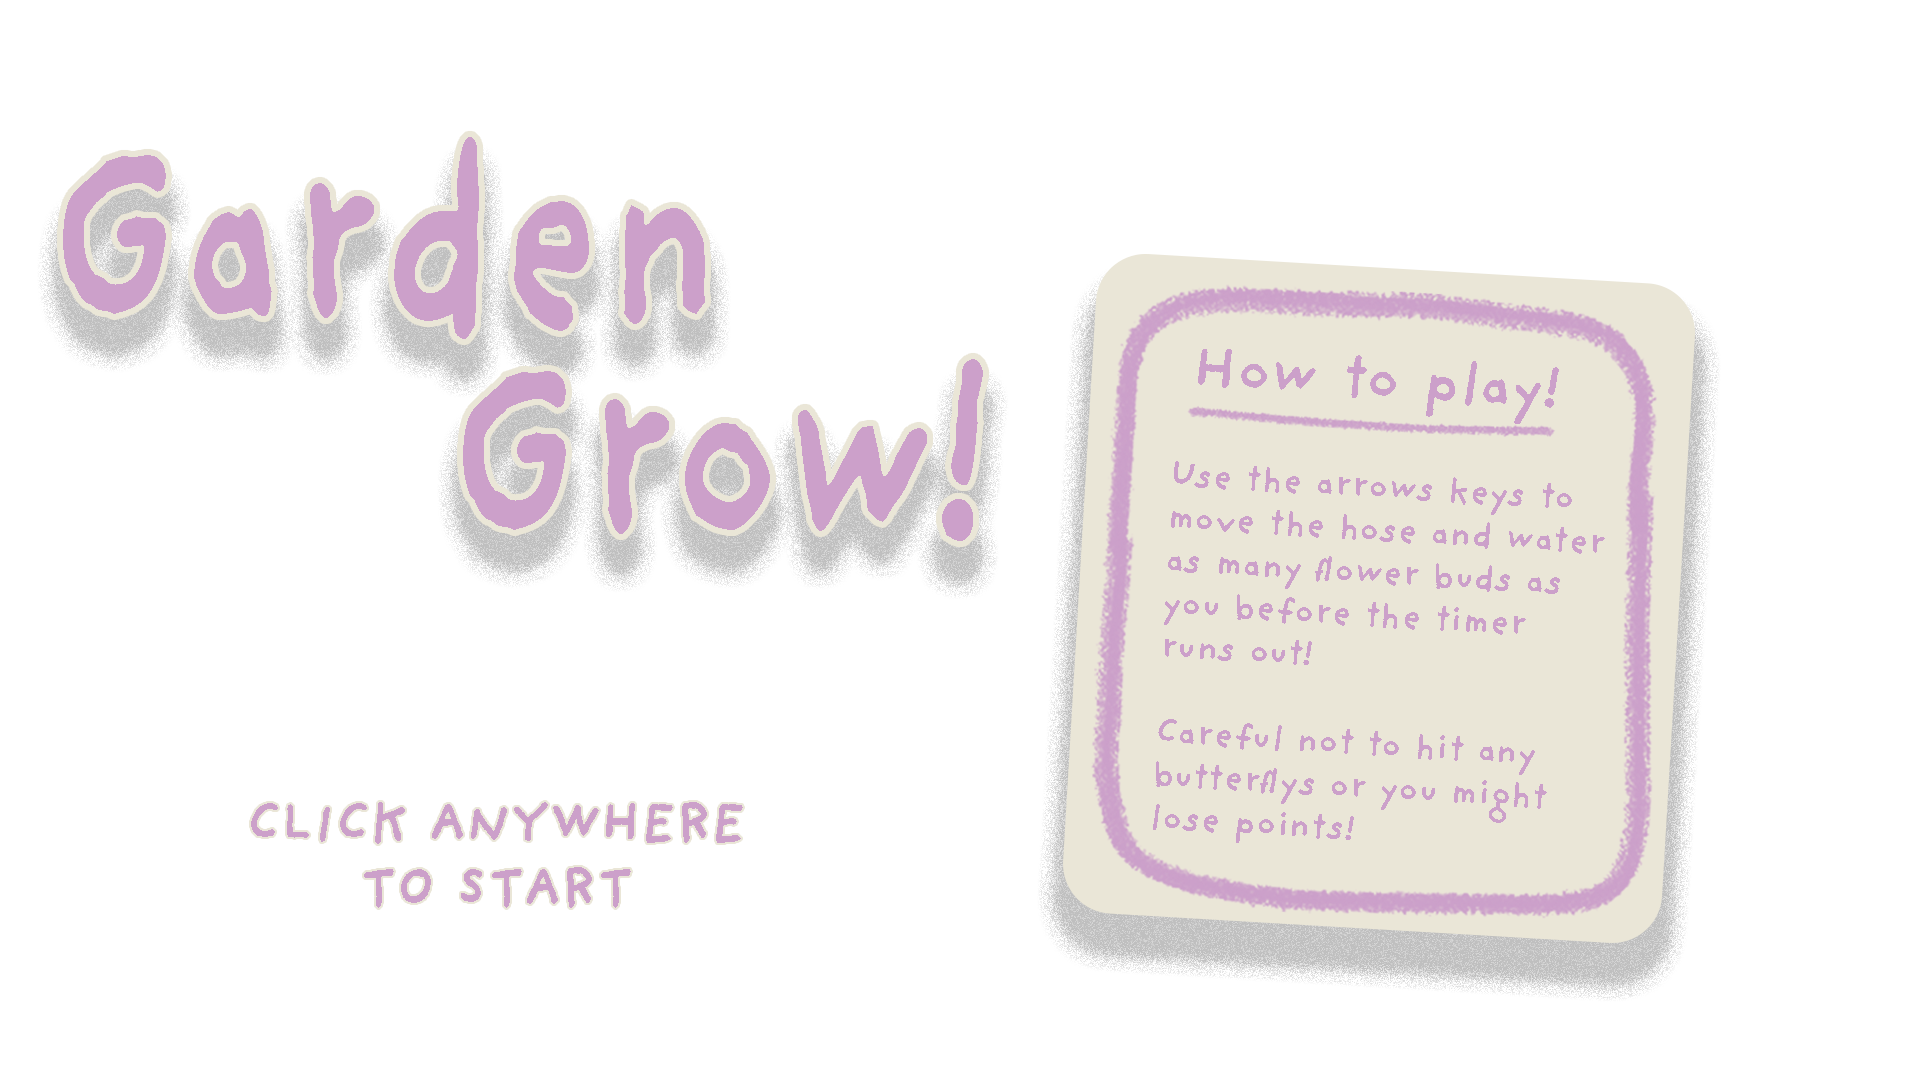 Garden
Grow!
CLICK ANYWHERE
TO START
How to play!
Use the arrows keys to
move the hose and water
as many flower buds as
you before the timer
runs out!
Careful not to hit any
butterflys or you might
lose points!